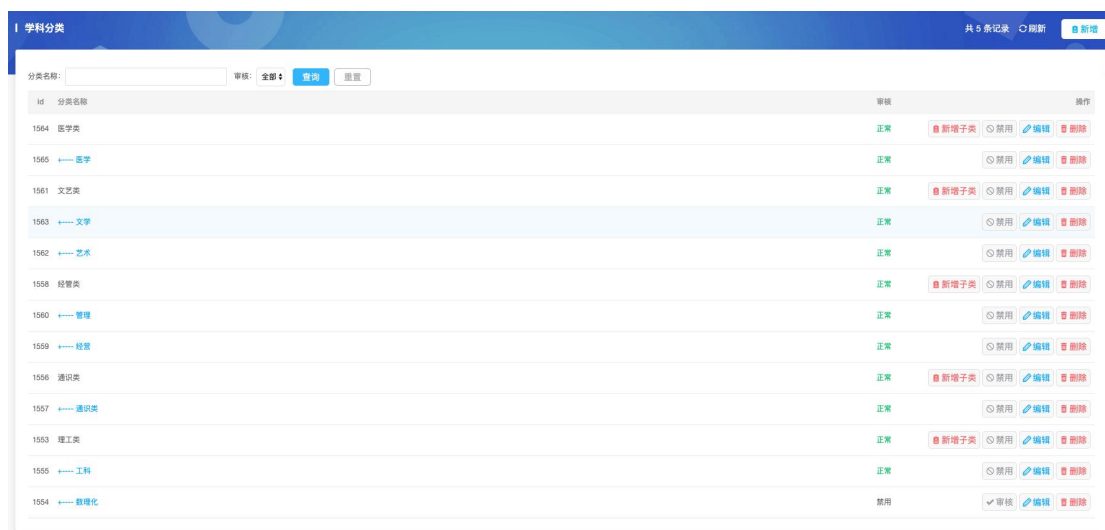 学科分类 共 5 条记录 刷新 新增
分类名称: 审核: 全部 查询 重置
Id 分类名称 审核 操作
1564 医学类 正常 新增子类 禁用 编辑 删除
1565 +---- 医学 正常 禁用 编辑 删除
1561 文艺类 正常 新增子类 禁用 编辑 删除
1563 +---- 文学 正常 禁用 编辑 删除
1562 +---- 艺术 正常 禁用 编辑 删除
1558 经管类 正常 新增子类 禁用 编辑 删除
1560 +---- 管理 正常 禁用 编辑 删除
1559 +---- 经营 正常 禁用 编辑 删除
1556 通识类 正常 新增子类 禁用 编辑 删除
1557 +---- 通识类 正常 禁用 编辑 删除
1553 理工类 正常 新增子类 禁用 编辑 删除
1555 +---- 工科 正常 禁用 编辑 删除
1554 +---- 数理化 禁用 审核 编辑 删除